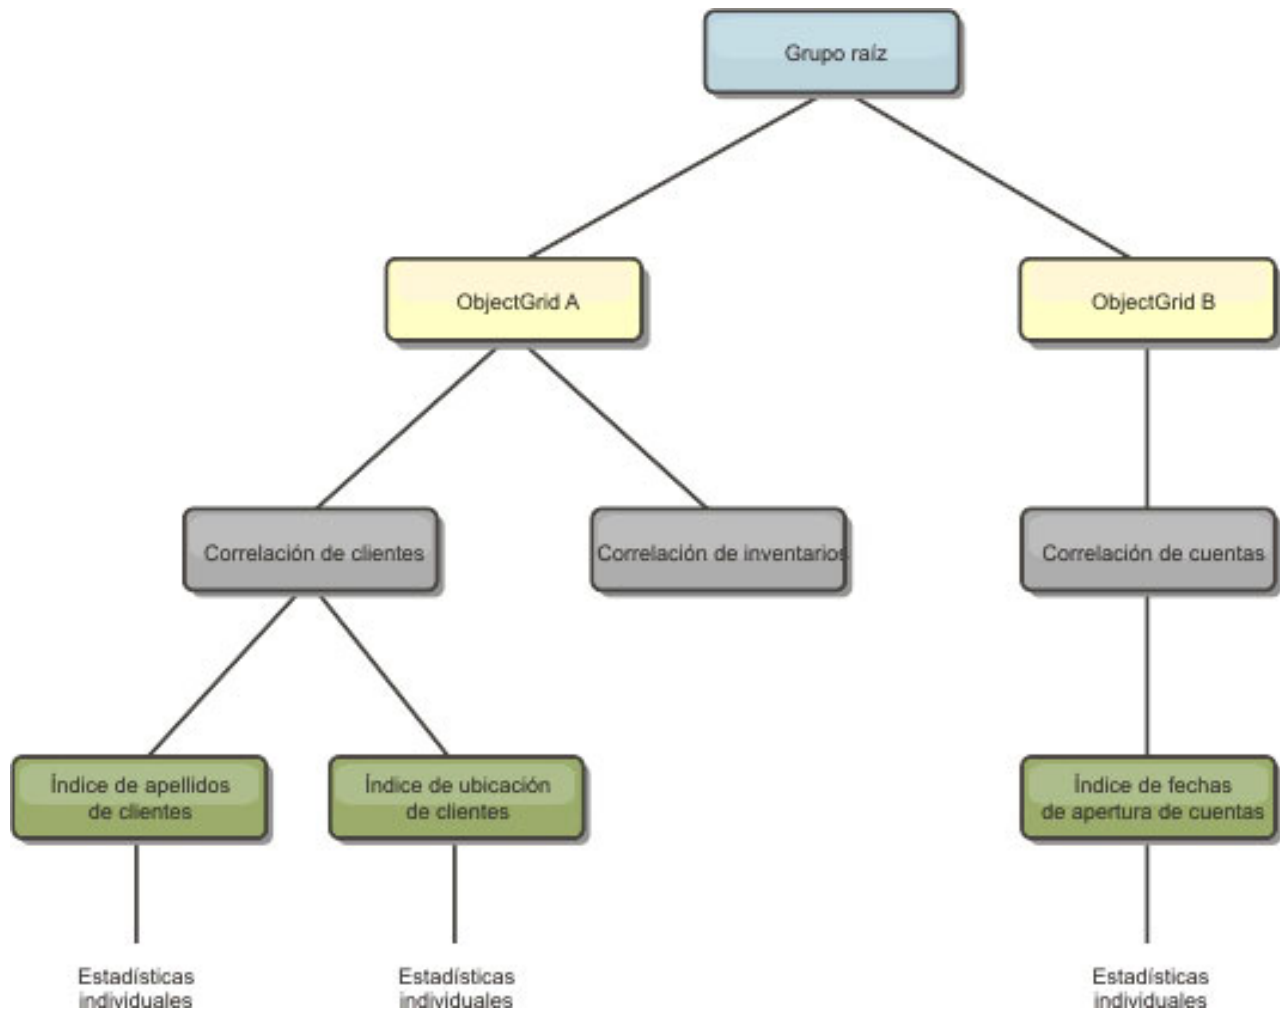 Grupo raíz
ObjectGrid A
ObjectGrid B
Correlación de clientes
Correlación de inventarios
Correlación de cuentas
Índice de apellidos
de clientes
Índice de ubicación
de clientes
Índice de fechas
de apertura de cuentas
Estadísticas
individuales
Estadísticas
individuales
Estadísticas
individuales